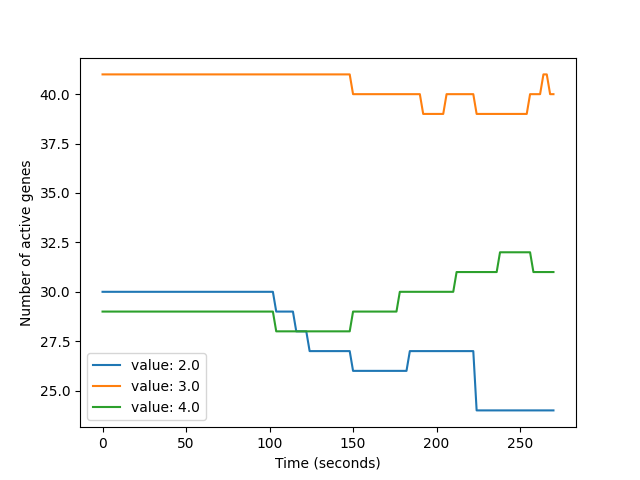 Number of active genes
40.0
37.5
35.0
32.5
30.0
27.5
25.0
value: 2.0
value: 3.0
value: 4.0
0 50 100 150 200 250
Time (seconds)